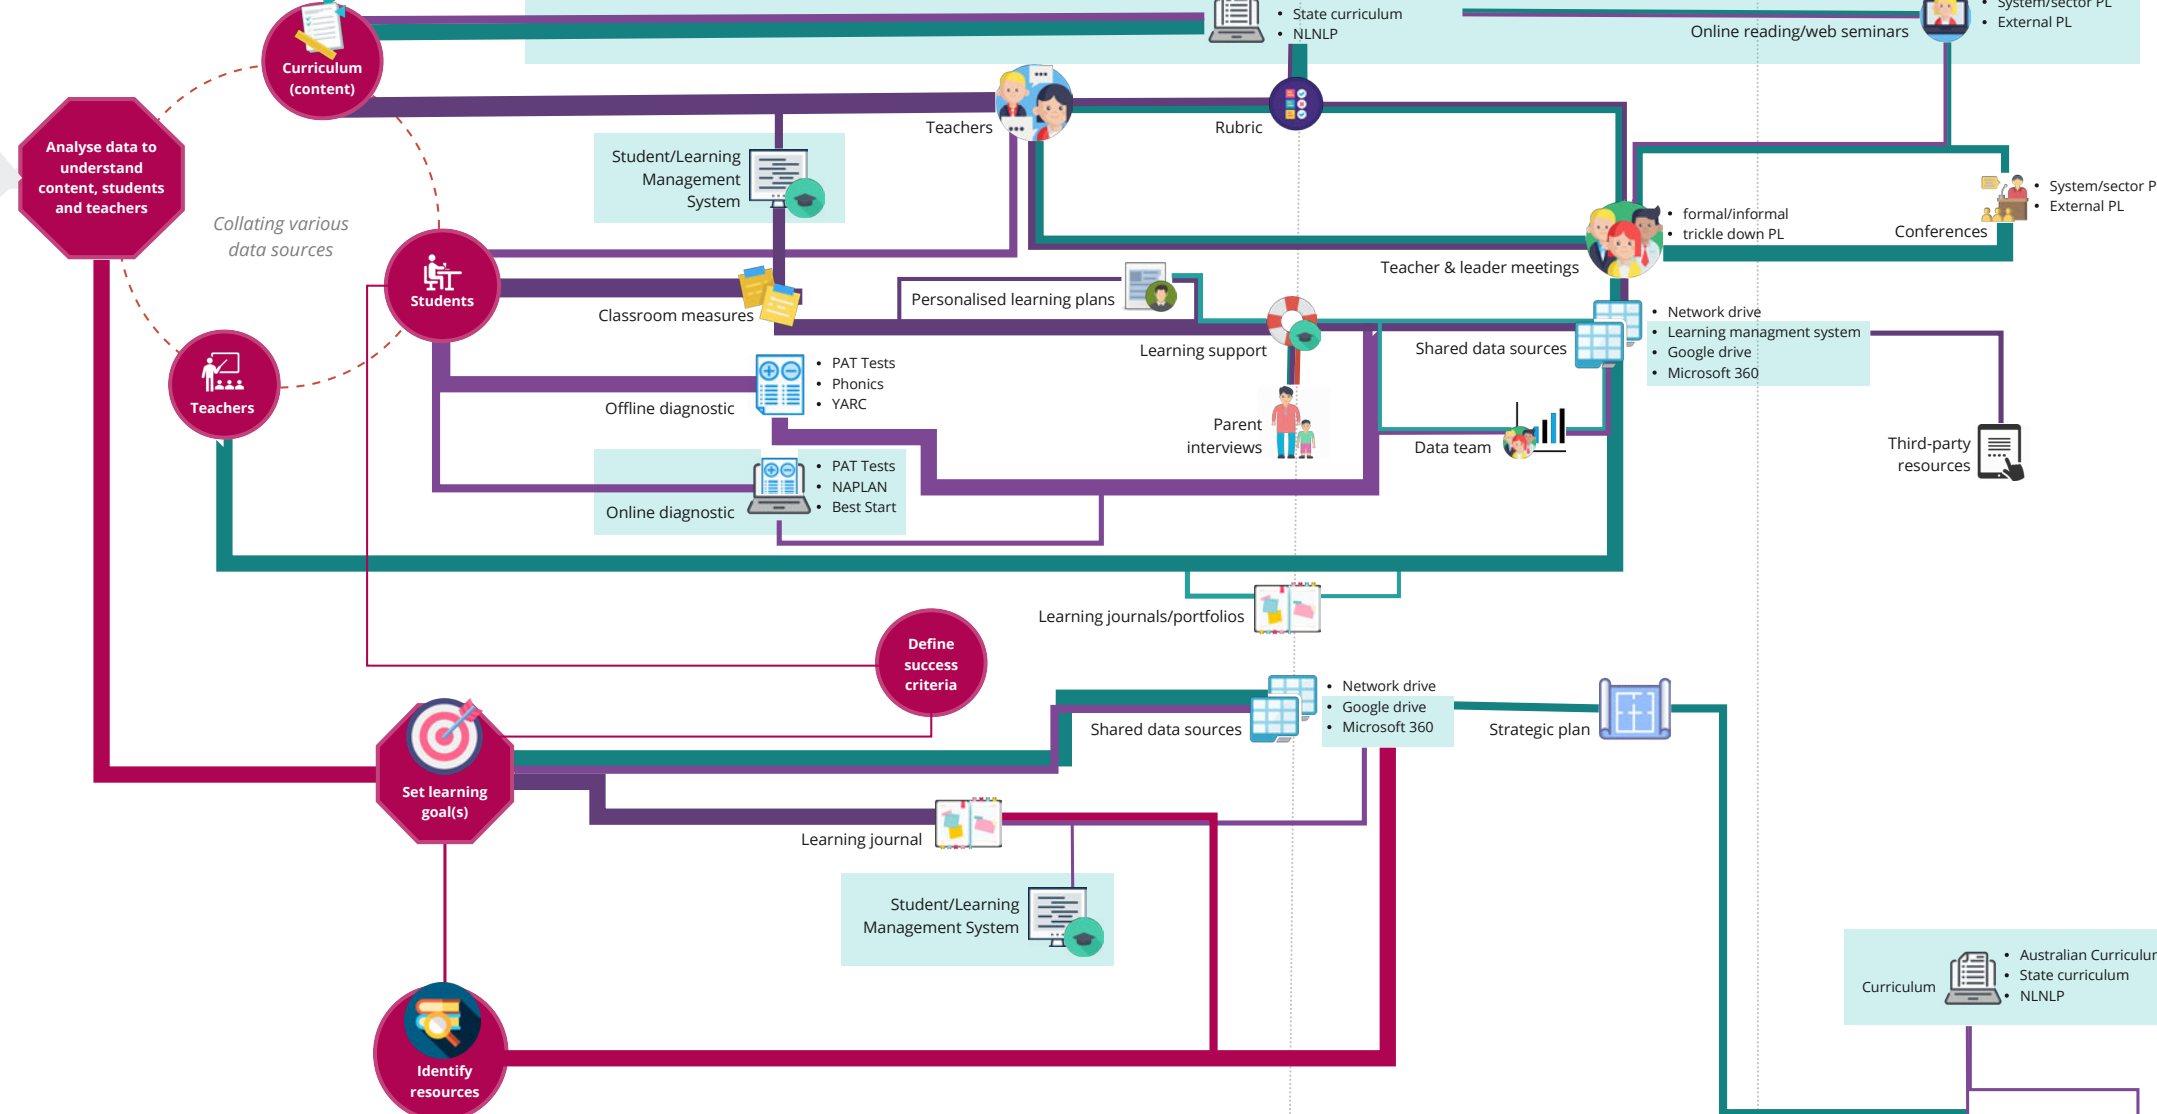 Curriculum
(content)
• State curriculum
• NLNLP
Online reading/web seminars
• System/sector PL
• External PL
Analyse data to
understand
content, students
and teachers
Collating various
data sources
Teachers
Rubric
Student/Learning
Management
System
• formal/informal
• trickle down PL
Teacher & leader meetings
• System/sector P
• External PL
Conferences
Students
Classroom measures
Personalised learning plans
Learning support
Shared data sources
• Network drive
• Learning managment system
• Google drive
• Microsoft 360
Teachers
Offline diagnostic
• PAT Tests
• Phonics
• YARC
Parent
interviews
Data team
Third-party
resources
Online diagnostic
• PAT Tests
• NAPLAN
• Best Start
Learning journals/portfolios
Define
success
criteria
Shared data sources
• Network drive
• Google drive
• Microsoft 360
Strategic plan
Set learning
goal(s)
Learning journal
Student/Learning
Management System
Curriculum
• Australian Curriculur
• State curriculum
• NLNLP
Identify
resources